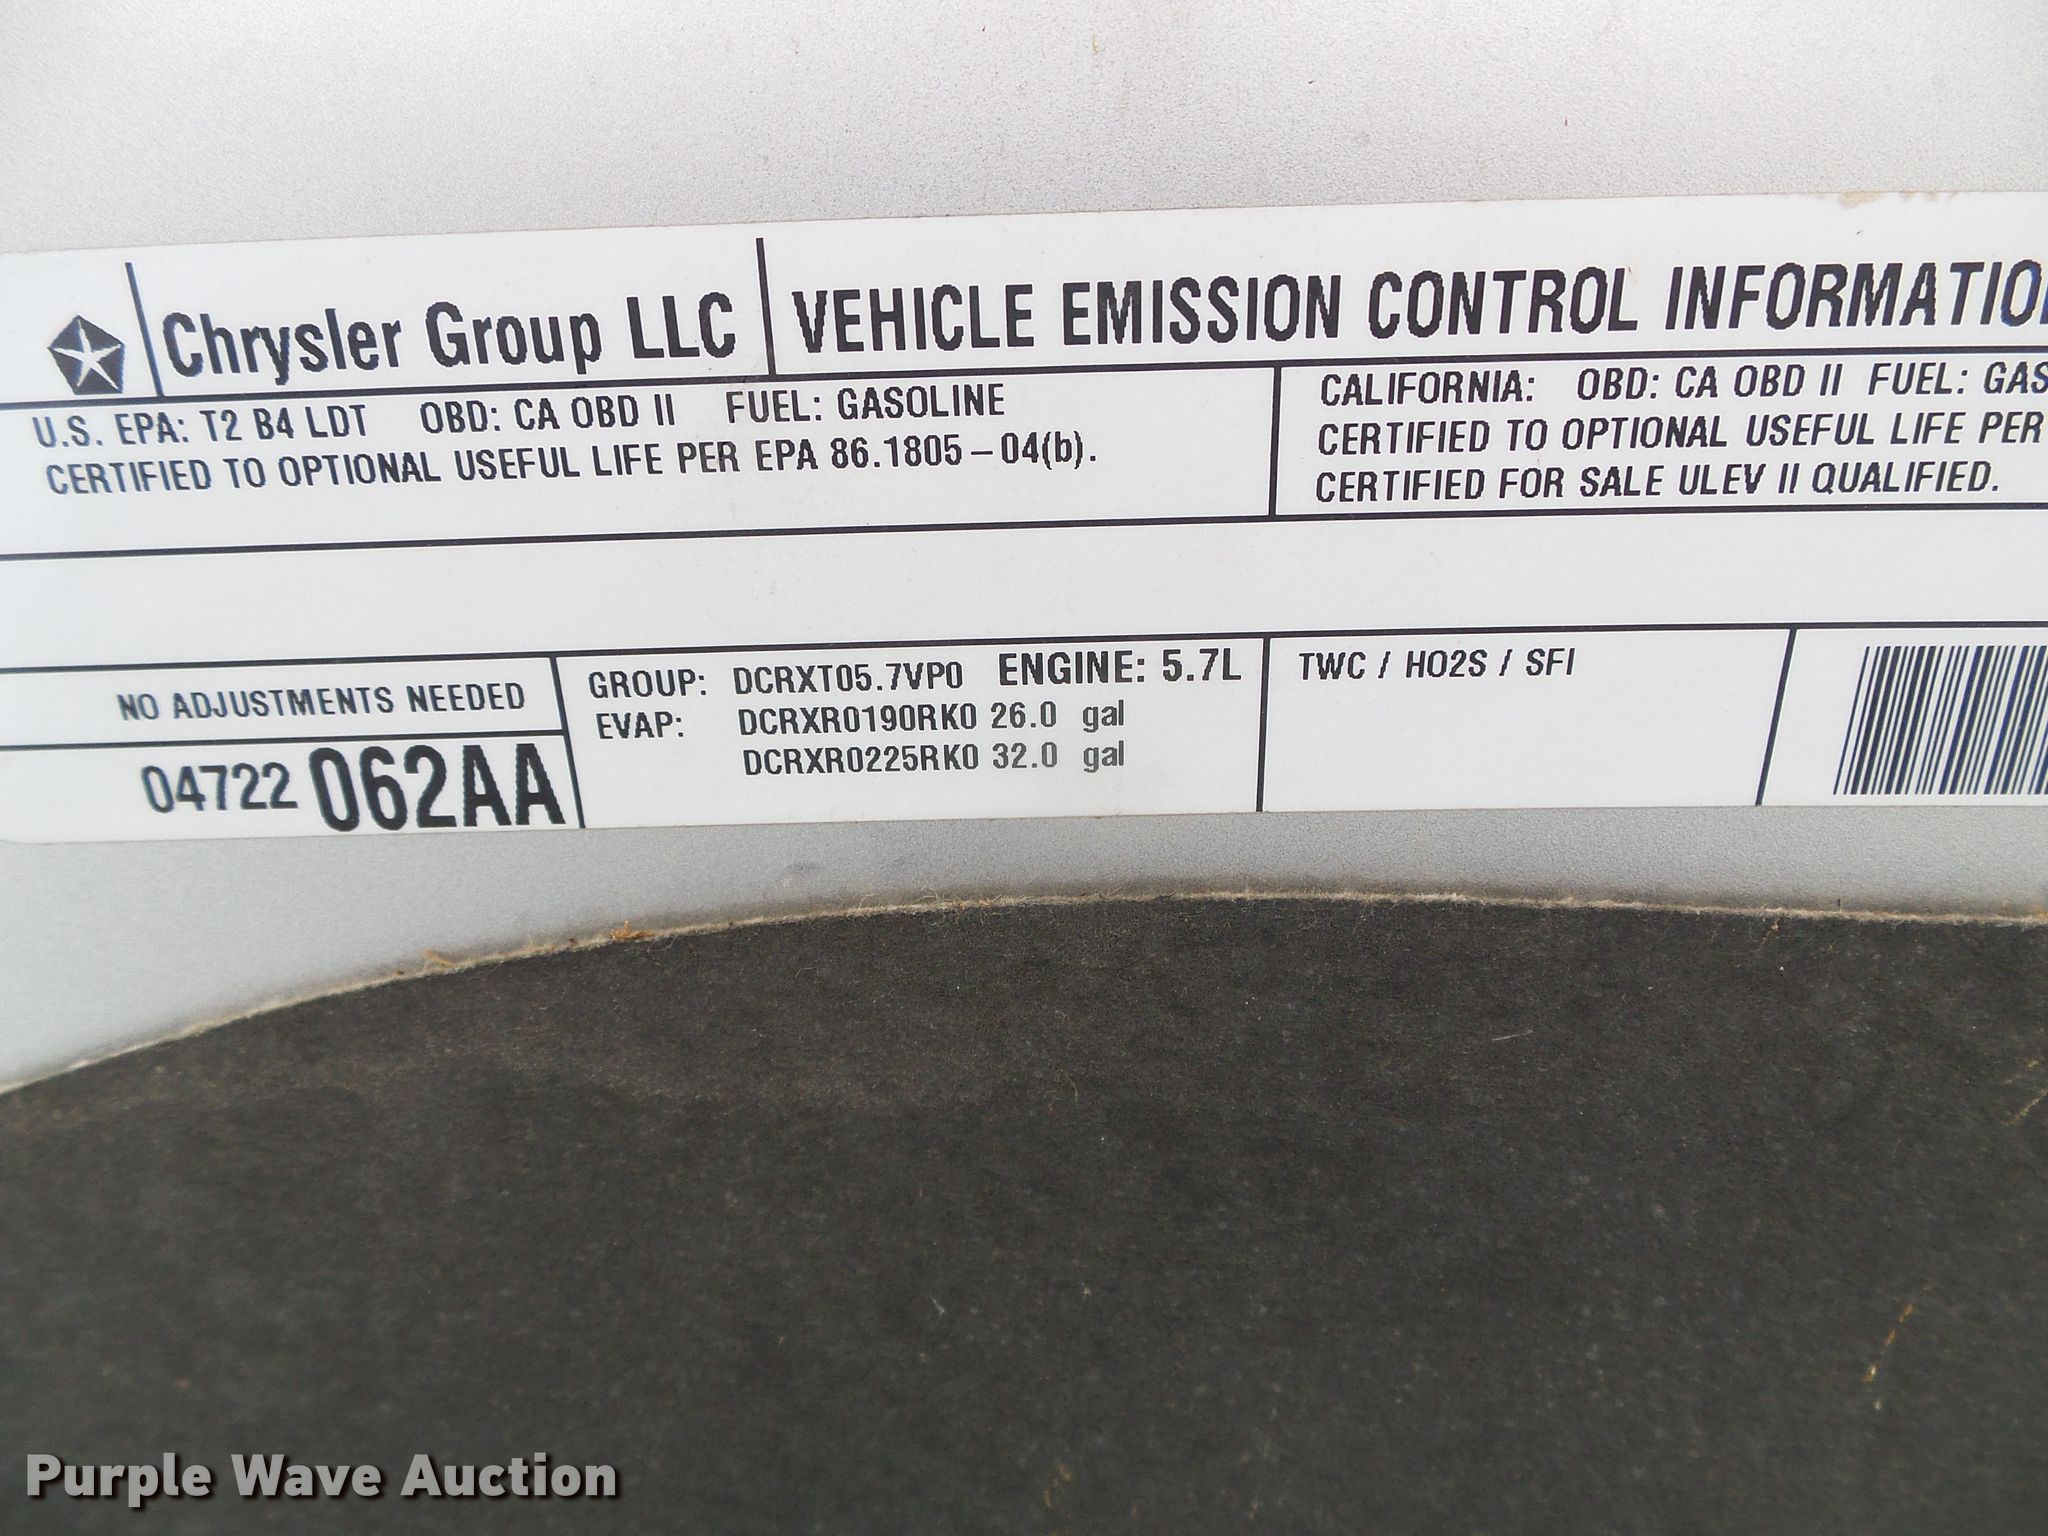 Chrysler Group LLC VEHICLE EMISSION CONTROL INFORMATIO
U.S. EPA: T2 B4 LDT OBD: CA OBD II FUEL: GASOLINE
CERTIFIED TO OPTIONAL USEFUL LIFE PER EPA 86.1805-04(b).
CALIFORNIA: OBD: CA OBD II FUEL: GAS
CERTIFIED TO OPTIONAL USEFUL LIFE PER
CERTIFIED FOR SALE ULEV II QUALIFIED.
NO ADJUSTMENTS NEEDED
04722 062AA
GROUP: DCRXT05.7VP0 ENGINE: 5.7L
EVAP: DCRXR0190RK0 26.0 gal
DCRXR0225RK0 32.0 gal
TWC / HO2S / SFI
Purple Wave Auction